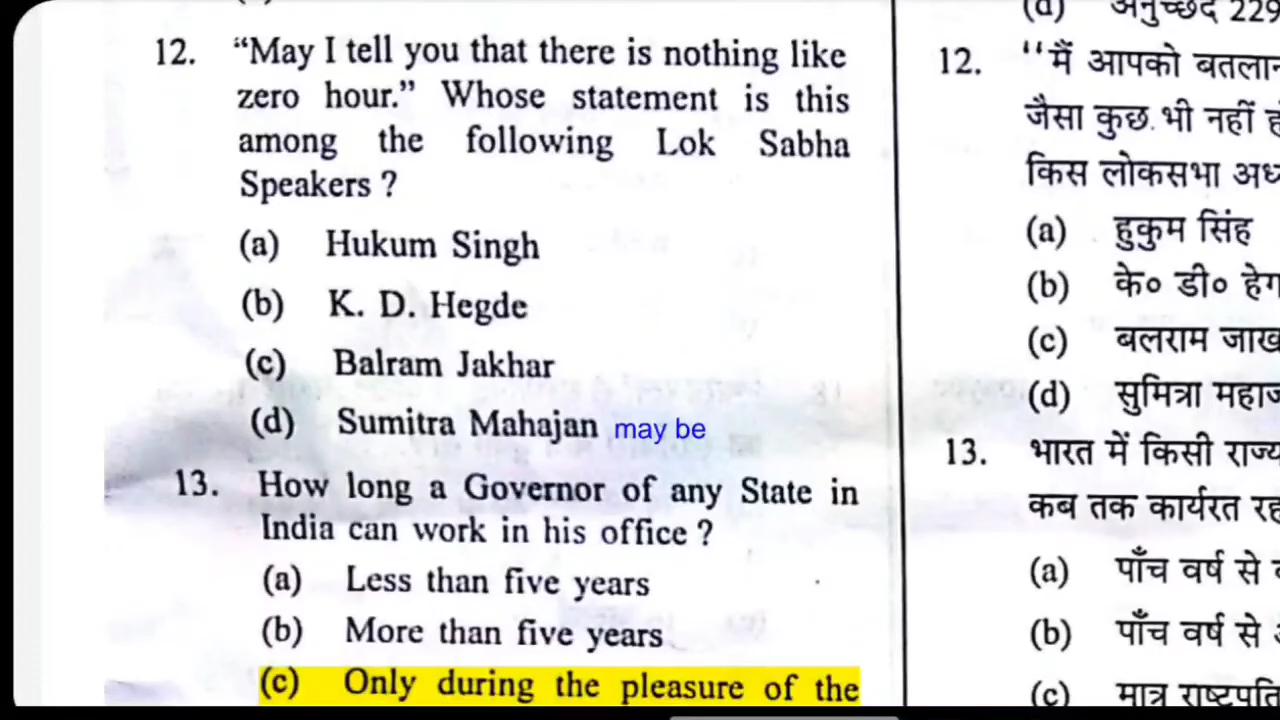 (d) अनुच्छेद 229
12. “May I tell you that there is nothing like
zero hour.” Whose statement is this
among the following Lok Sabha
Speakers ?
(a) Hukum Singh
(b) K. D. Hegde
(c) Balram Jakhar
(d) Sumitra Mahajan may be
13. How long a Governor of any State in
India can work in his office ?
(a) Less than five years
(b) More than five years
(c) Only during the pleasure of the
12. “मैं आपको
जैसा कुछ भी नहीं
किस लोकसभा
(a) हुकुम सिंह
(b) के० डी०
(c) बलराम
(d) सुमित्रा
13. भारत में किसी राज्य
कब तक कार्यरत
(a) पाँच वर्ष से
(b) पाँच वर्ष से
(c) मात्र